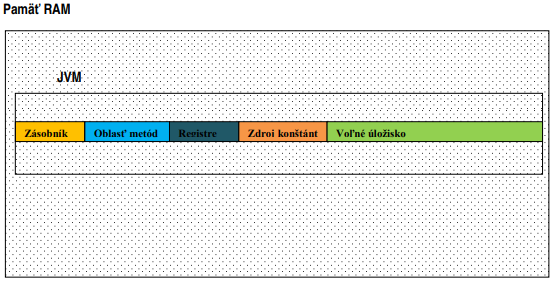 Pamäť RAM
JVM
Zásobník Oblasť metód Registre Zdroj konštánt Voľné úložisko